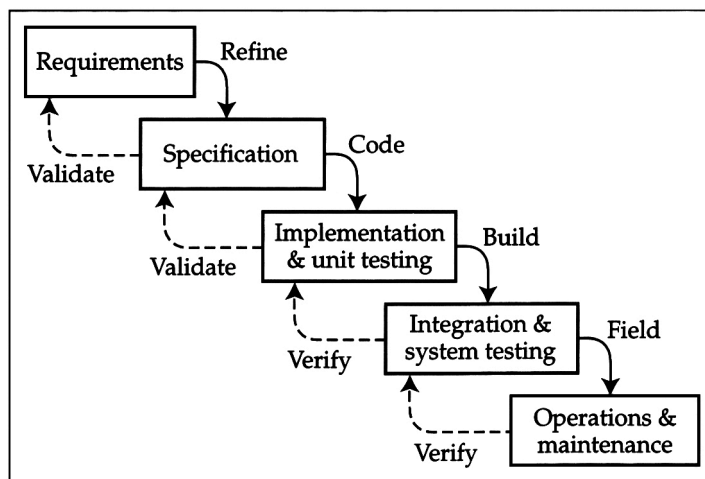 Requirements
Refine
Validate
Specification
Code
Validate
Implementation
& unit testing
Build
Verify
Integration &
system testing
Field
Verify
Operations &
maintenance